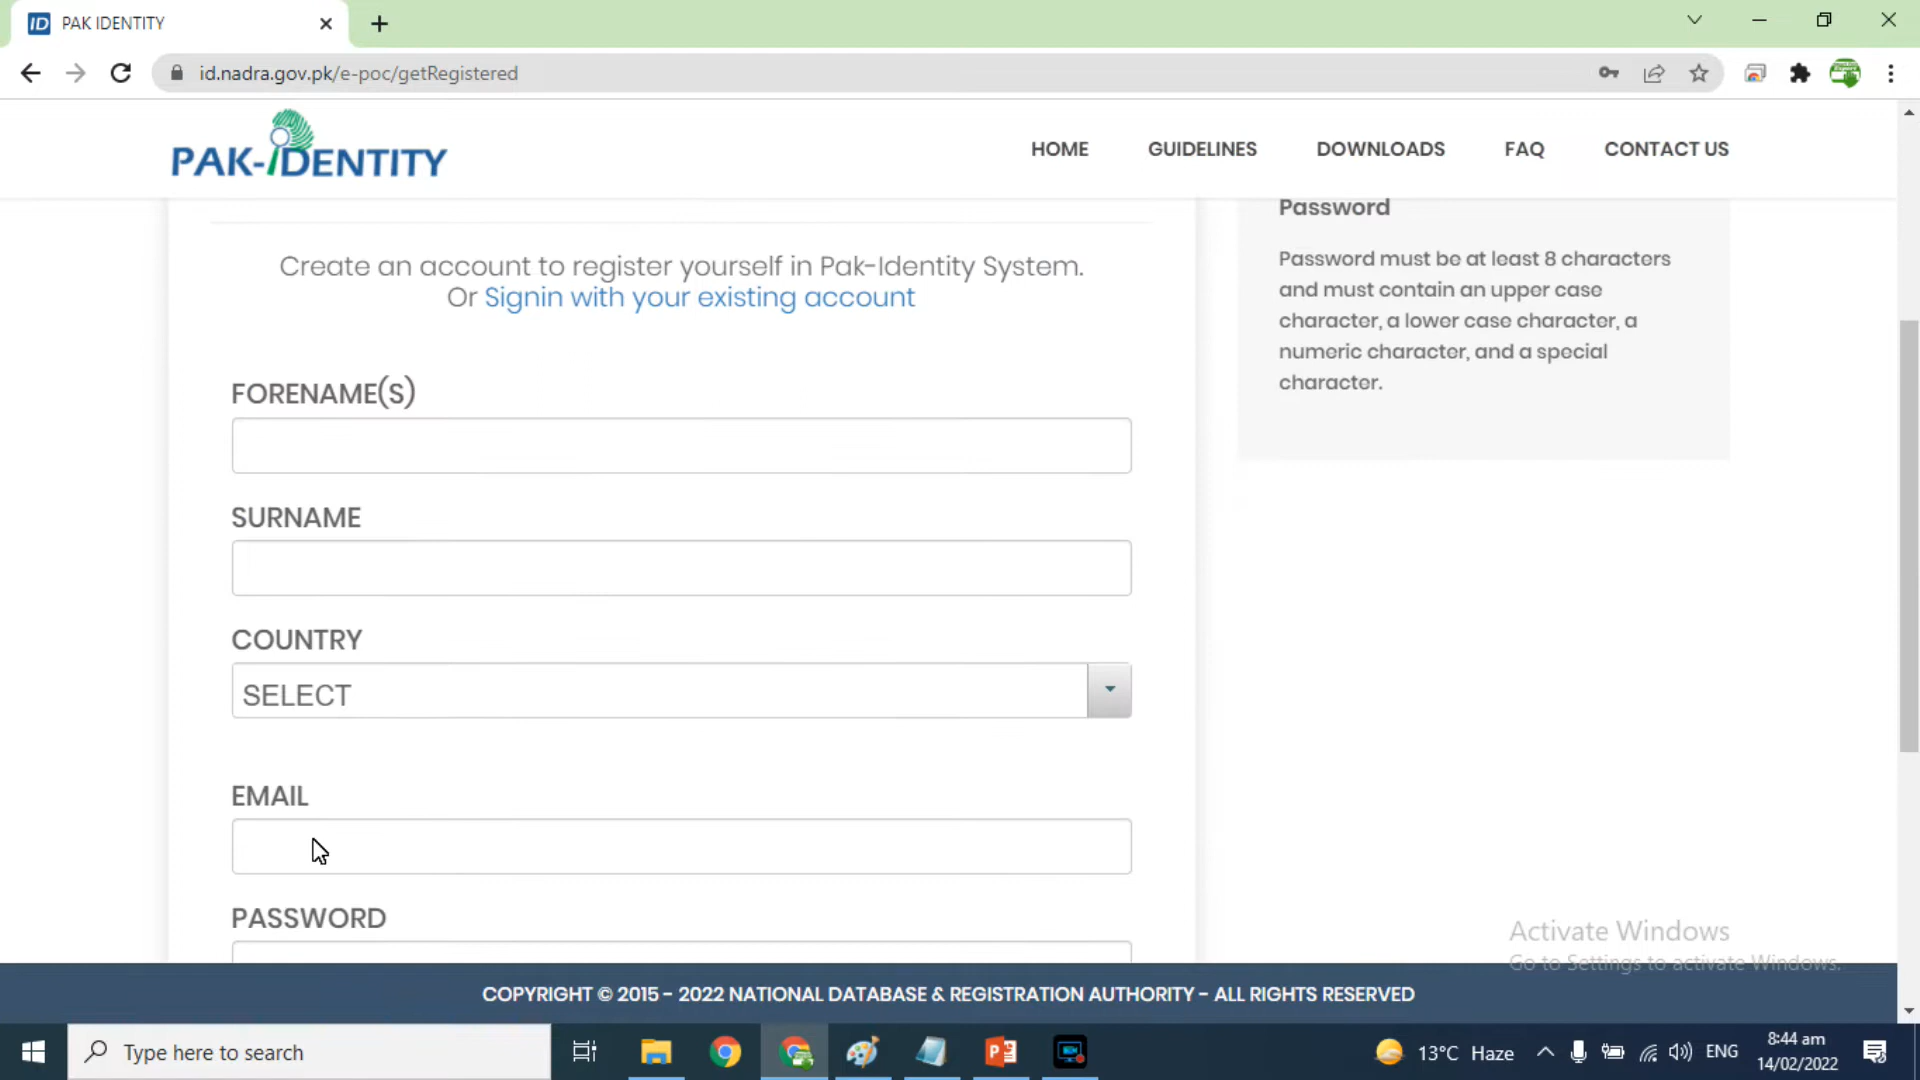 PAK IDENTITY
id.nadra.gov.pk/e-poc/getRegistered
PAK-IDENTITY
HOME
GUIDELINES
DOWNLOADS
FAQ
CONTACT US
Create an account to register yourself in Pak-Identity System.
Or Signin with your existing account
FORENAME(S)
SURNAME
COUNTRY
SELECT
EMAIL
PASSWORD
Password
Password must be at least 8 characters
and must contain an upper case
character, a lower case character, a
numeric character, and a special
character.
Activate Windows
Go to Settings to activate Windows.
COPYRIGHT © 2015 - 2022 NATIONAL DATABASE & REGISTRATION AUTHORITY - ALL RIGHTS RESERVED
Type here to search
13°C Haze
ENG
8:44 am
14/02/2022